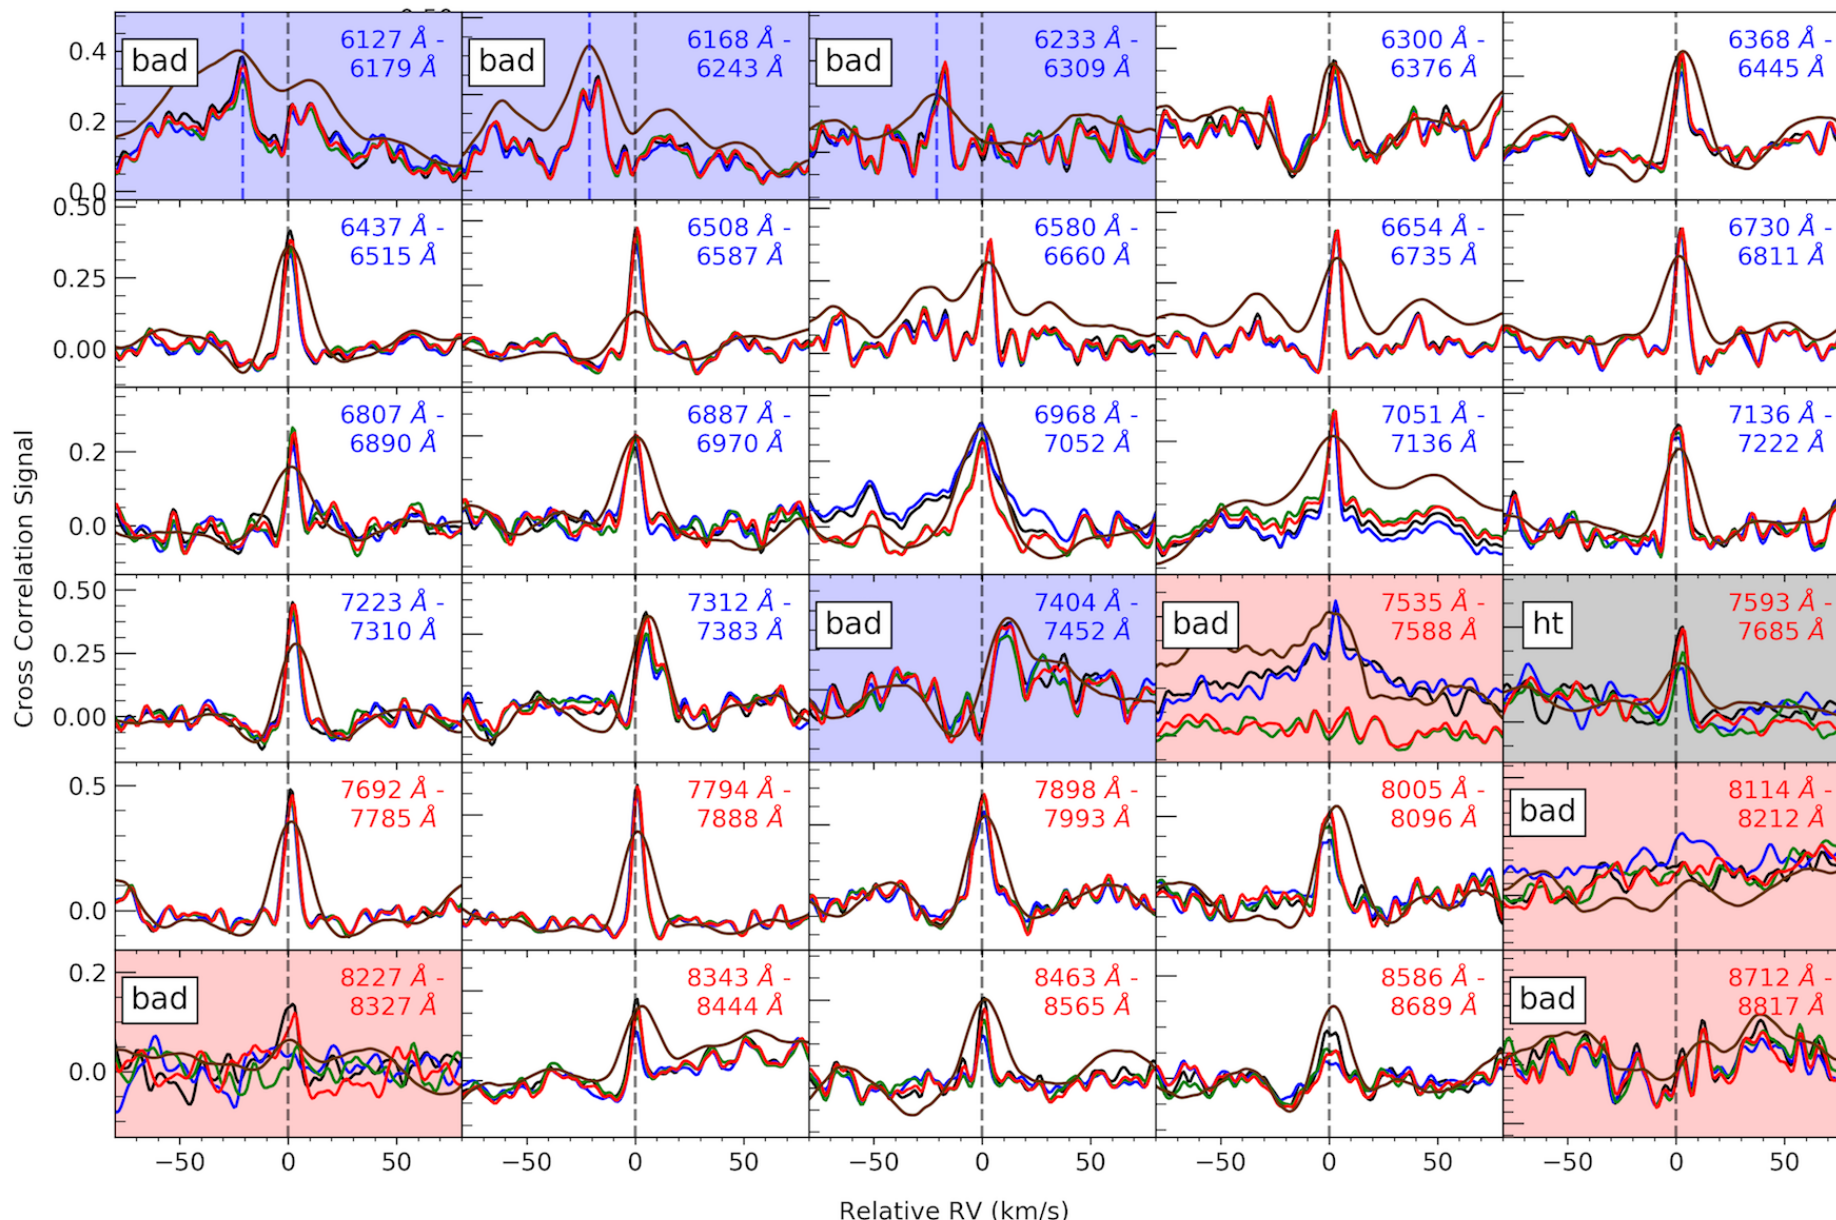 bad
6127 Å -
6179 Å
bad
6168 Å -
6243 Å
bad
6233 Å -
6309 Å
6300 Å -
6376 Å
6368 Å -
6445 Å
0.4
0.2
0.0
6437 Å -
6515 Å
6508 Å -
6587 Å
6580 Å -
6660 Å
6654 Å -
6735 Å
6730 Å -
6811 Å
0.50
0.25
0.00
6807 Å -
6890 Å
6887 Å -
6970 Å
6968 Å -
7052 Å
7051 Å -
7136 Å
7136 Å -
7222 Å
0.2
0.0
Cross Correlation Signal
7223 Å -
7310 Å
7312 Å -
7383 Å
bad
7404 Å -
7452 Å
bad
7535 Å -
7588 Å
ht
7593 Å -
7685 Å
0.50
0.25
0.00
7692 Å -
7785 Å
7794 Å -
7888 Å
7898 Å -
7993 Å
8005 Å -
8096 Å
bad
8114 Å -
8212 Å
0.5
0.0
bad
8227 Å -
8327 Å
8343 Å -
8444 Å
8463 Å -
8565 Å
8586 Å -
8689 Å
bad
8712 Å -
8817 Å
0.2
0.0
−50 0 50 −50 0 50 −50 0 50 −50 0 50 −50 0 50
Relative RV (km/s)